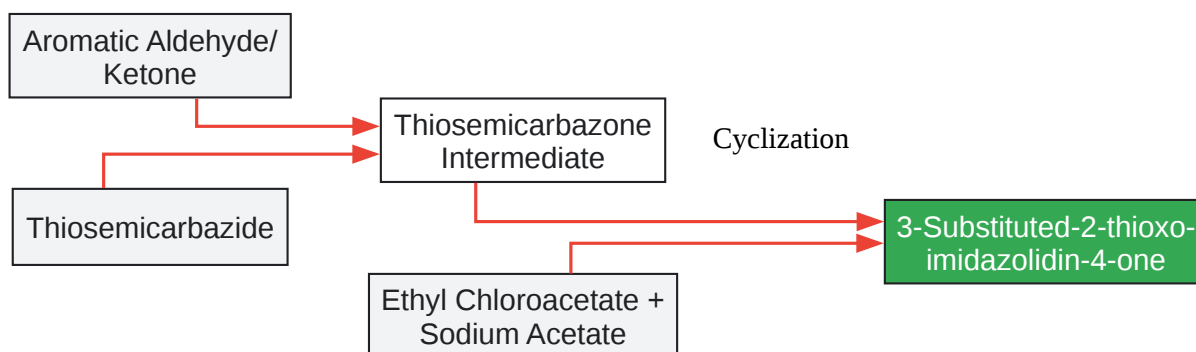 Aromatic Aldehyde/
Ketone
Thiosemicarbazone
Intermediate
Cyclization
Thiosemicarbazide
3-Substituted-2-thioxo-
imidazolidin-4-one
Ethyl Chloroacetate +
Sodium Acetate